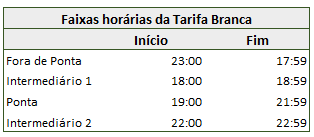 Faixas horárias da Tarifa Branca
Início Fim
Fora de Ponta 23:00 17:59
Intermediário 1 18:00 18:59
Ponta 19:00 21:59
Intermediário 2 22:00 22:59